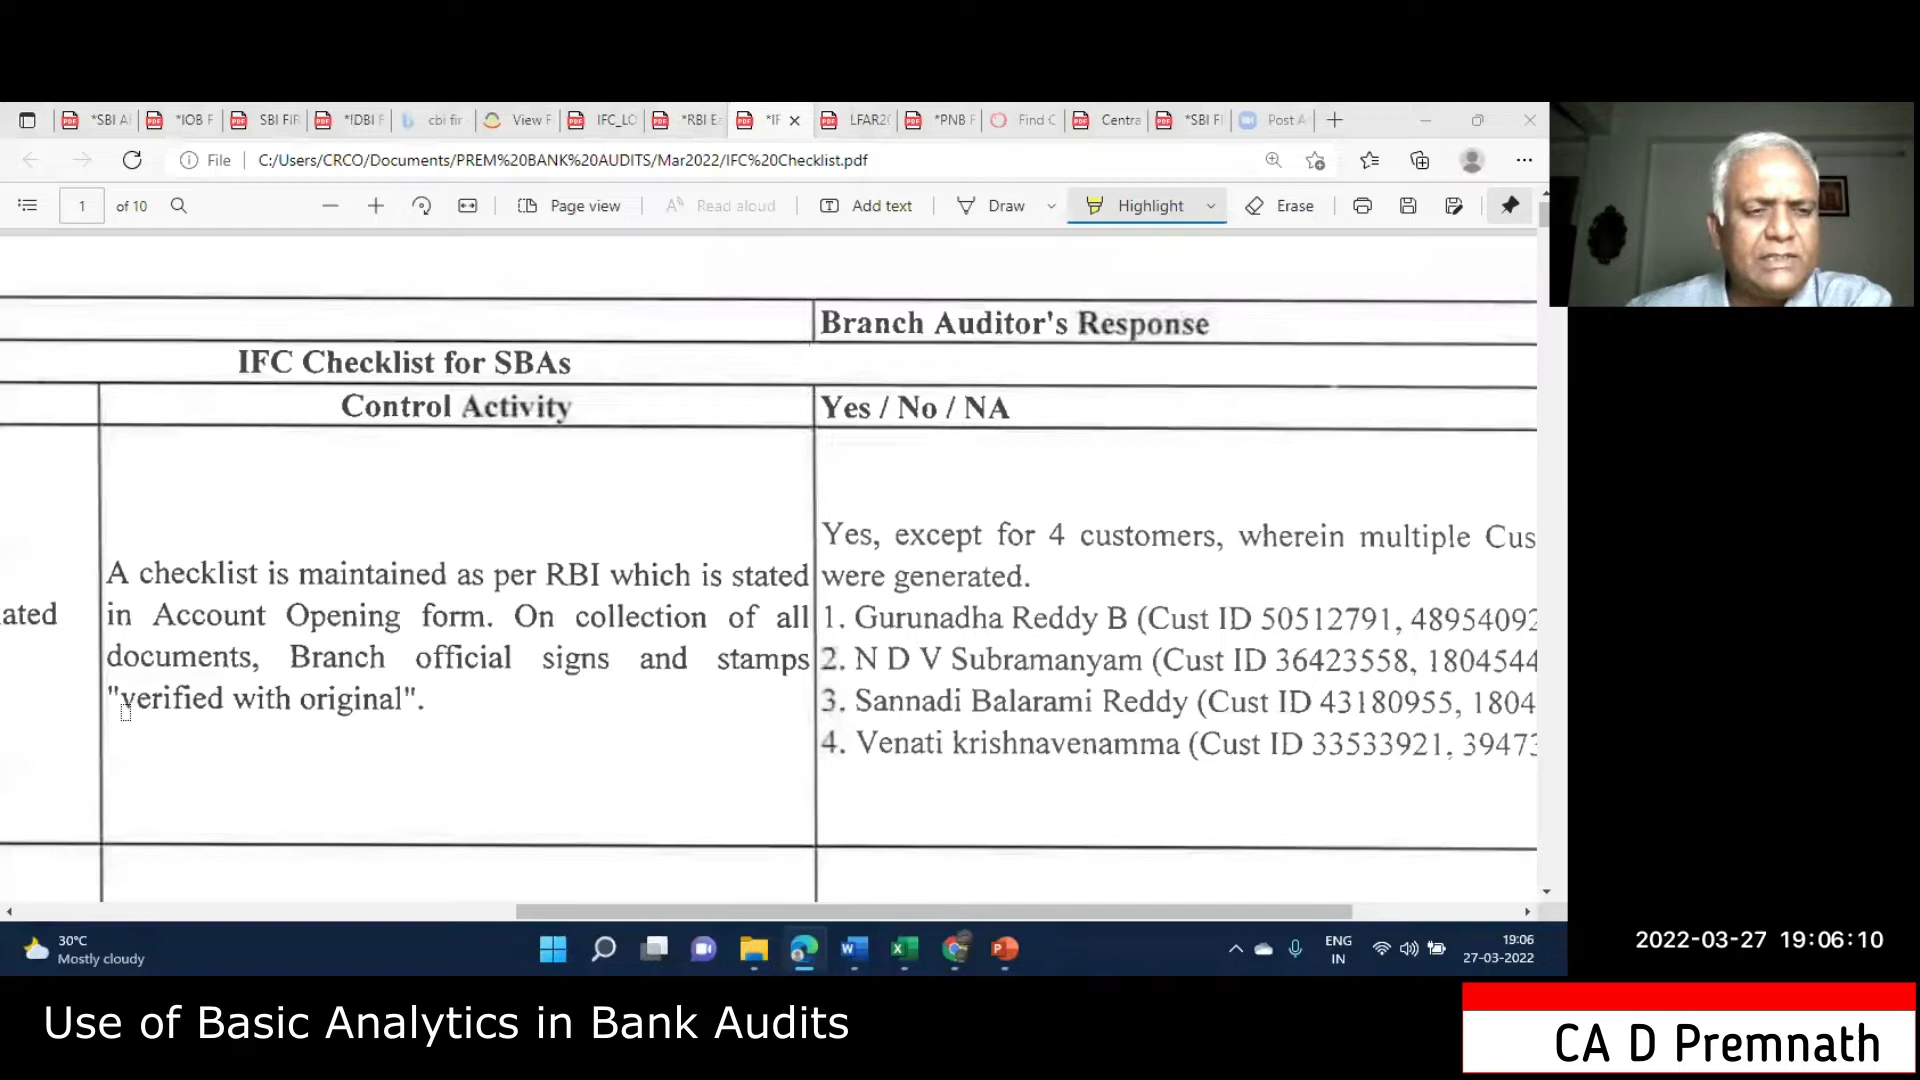 *SBI AI
*IOB F
SBI FIR
*IDBI F
cbi fir
View F
IFC_LO
*RBI Ea
*IF
LFAR20
*PNB F
Find C
Centra
*SBI FI
Post A
File
C:/Users/CRCO/Documents/PREM%20BANK%20AUDITS/Mar2022/IFC%20Checklist.pdf
1 of 10
Page view
Read aloud
Add text
Draw
Highlight
Erase
Branch Auditor's Response
IFC Checklist for SBAs
Control Activity
Yes / No / NA
ated
A checklist is maintained as per RBI which is stated
in Account Opening form. On collection of all
documents, Branch official signs and stamps
"verified with original".
Yes, except for 4 customers, wherein multiple Cus
were generated.
1. Gurunadha Reddy B (Cust ID 50512791, 48954092
2. N D V Subramanyam (Cust ID 36423558, 1804544
3. Sannadi Balarami Reddy (Cust ID 43180955, 1804
4. Venati krishnavenamma (Cust ID 33533921, 39473
30°C
Mostly cloudy
ENG
IN
19:06
27-03-2022
2022-03-27 19:06:10
Use of Basic Analytics in Bank Audits
CA D Premnath